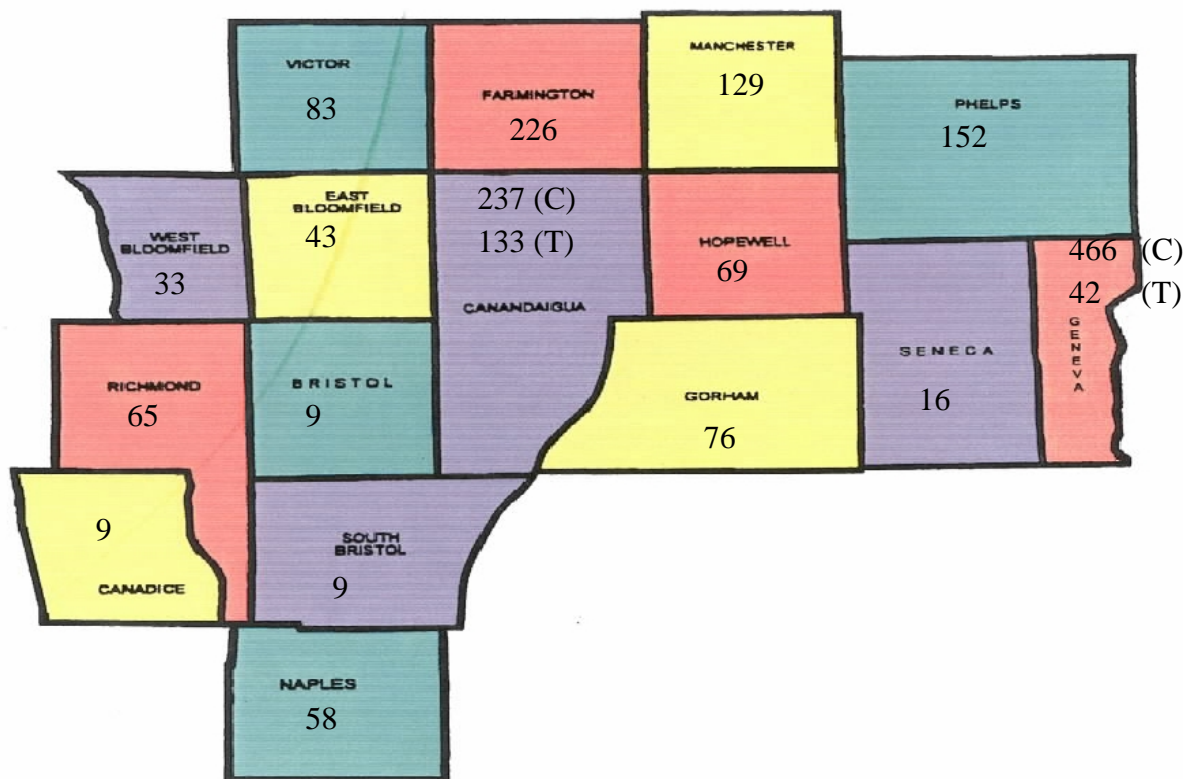 VICTOR
83
FARMINGTON
226
MANCHESTER
129
PHELPS
152
WEST
BLOOMFIELD
33
EAST
BLOOMFIELD
43
237 (C)
133 (T)
CANANDAIGUA
HOPEWELL
69
466 (C)
42 (T)
GENEVA
SENECA
16
RICHMOND
65
BRISTOL
9
GORHAM
76
9
CANADICE
SOUTH
BRISTOL
9
NAPLES
58